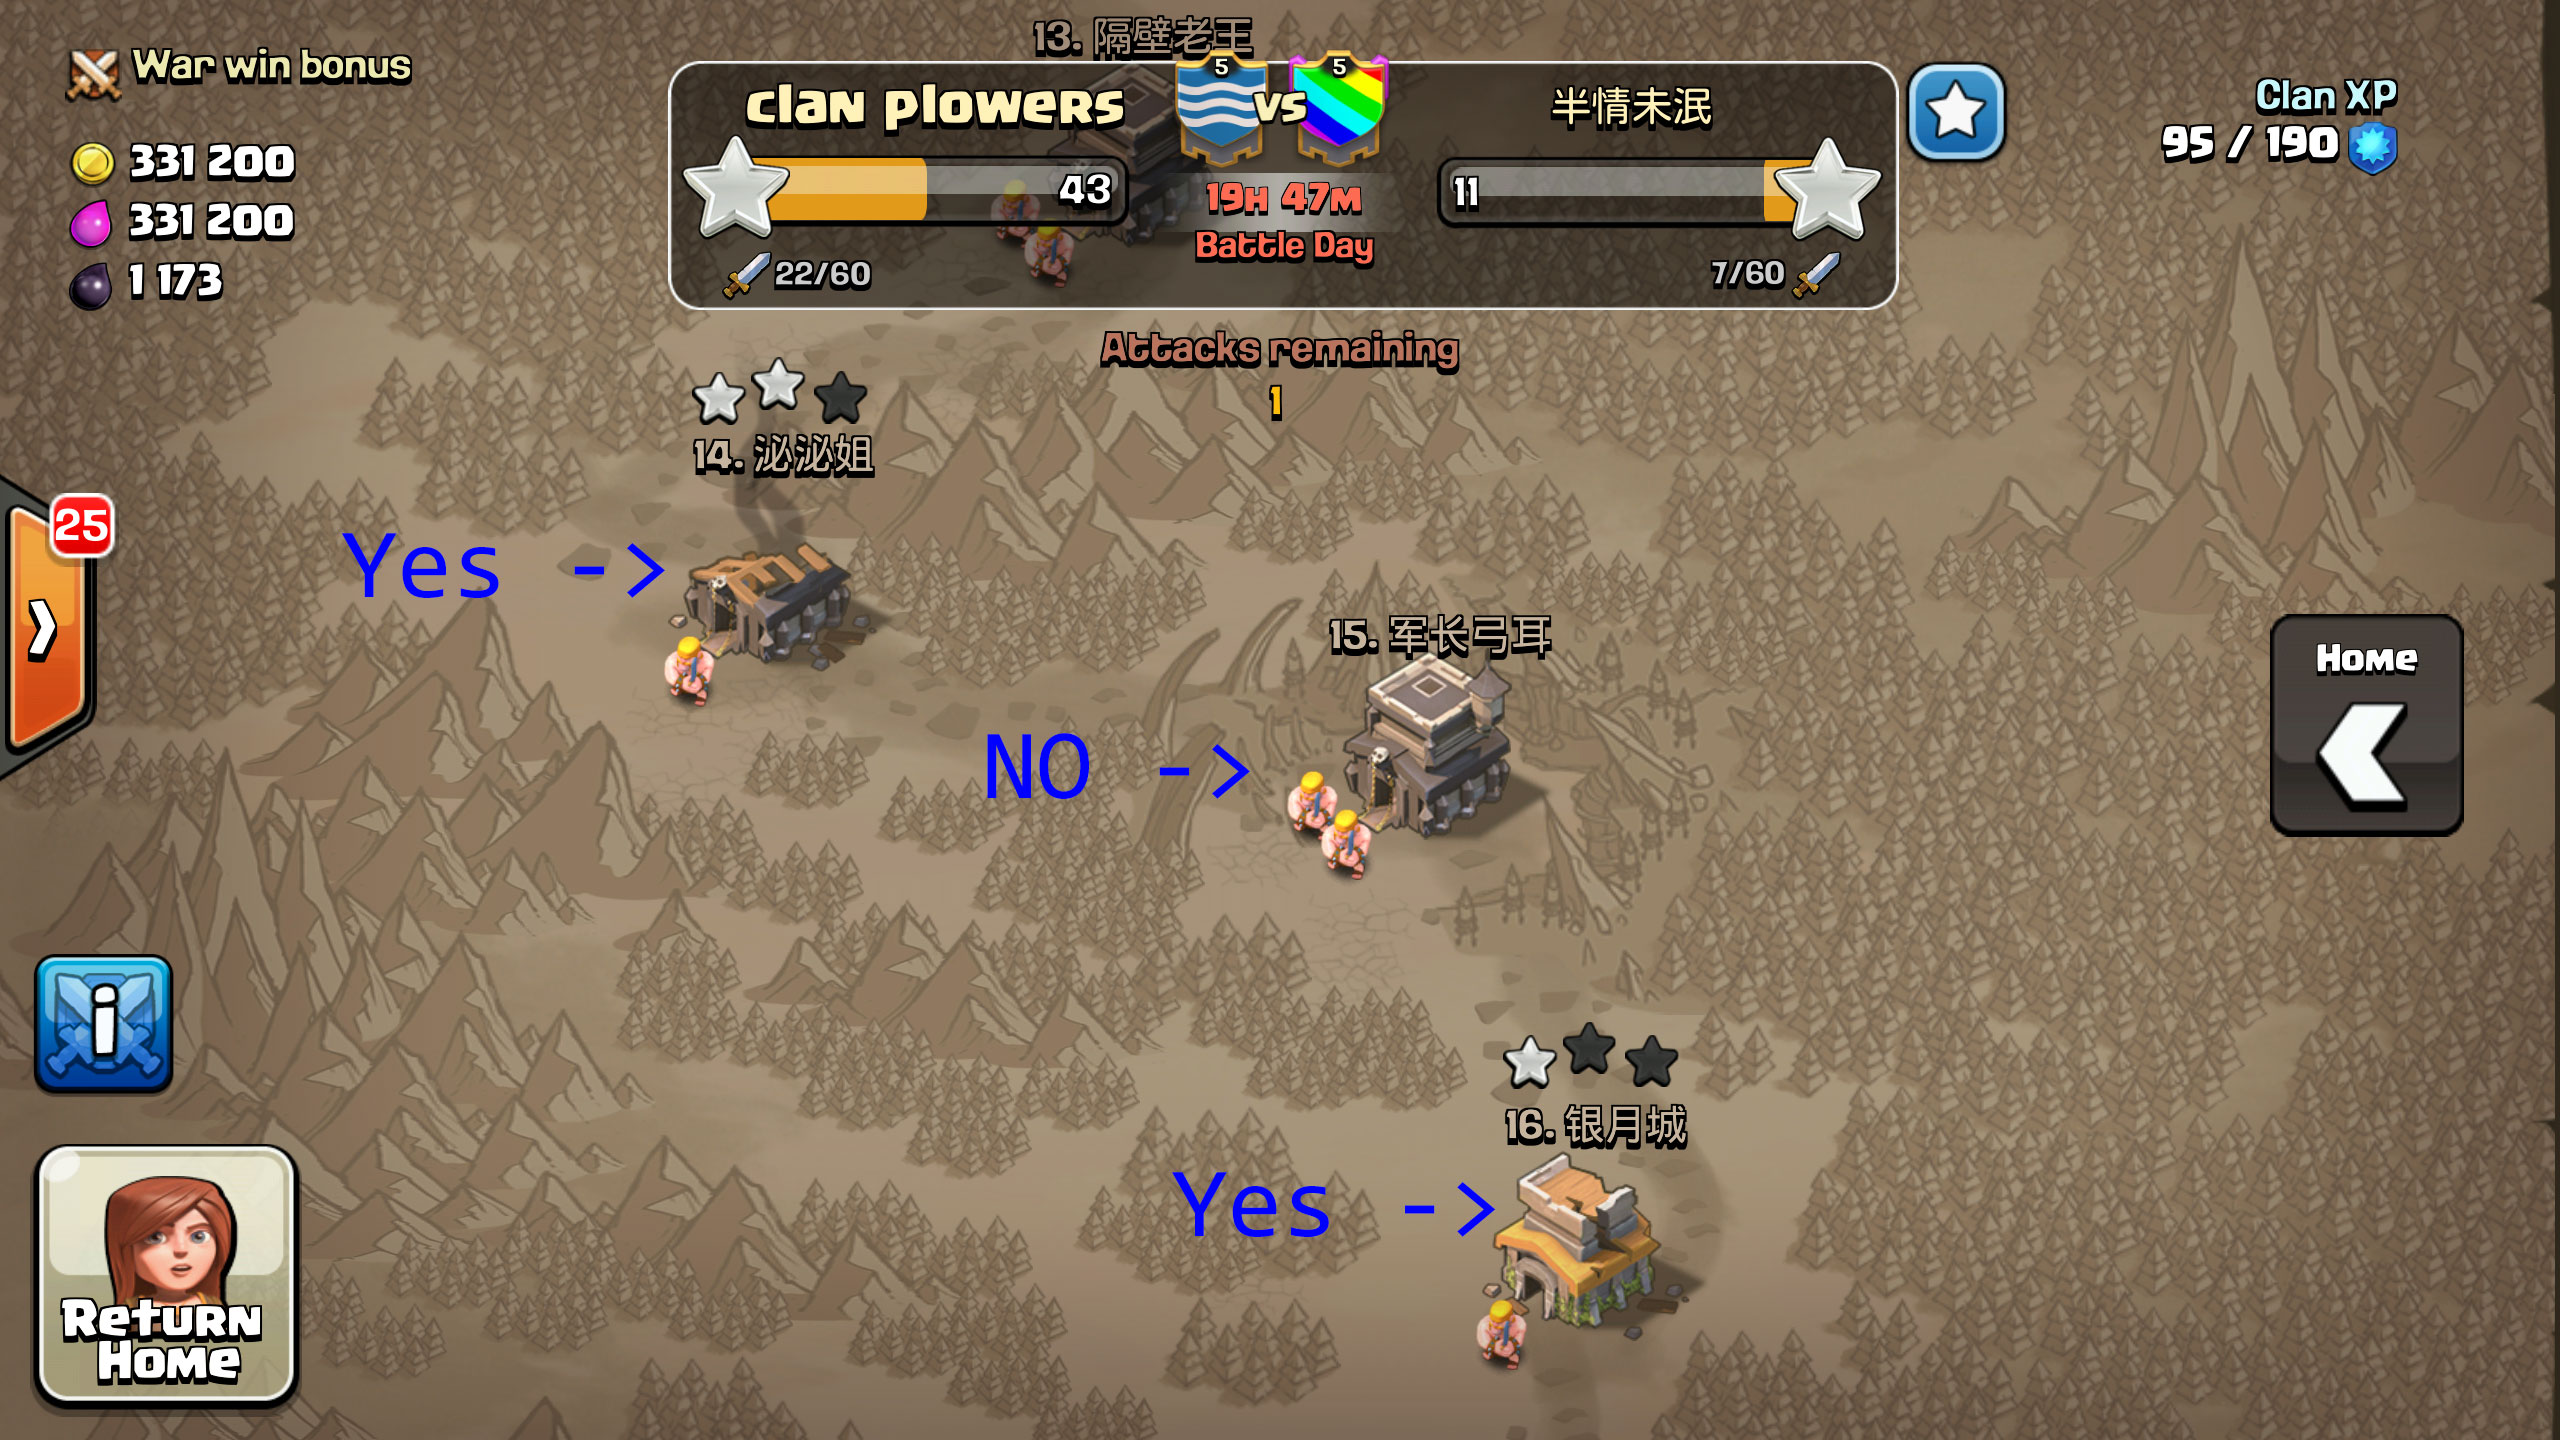 13. 隔壁老王
War win bonus
331 200
331 200
1 173
clan plowers
5
vs
5
半情未泯
43
19H 47M
11
Battle Day
22/60
7/60
Clan XP
95 / 190
Attacks remaining
1
14. 泌泌姐
25
Yes ->
15. 军长弓耳
Home
NO ->
16. 银月城
Yes ->
i
Return
Home